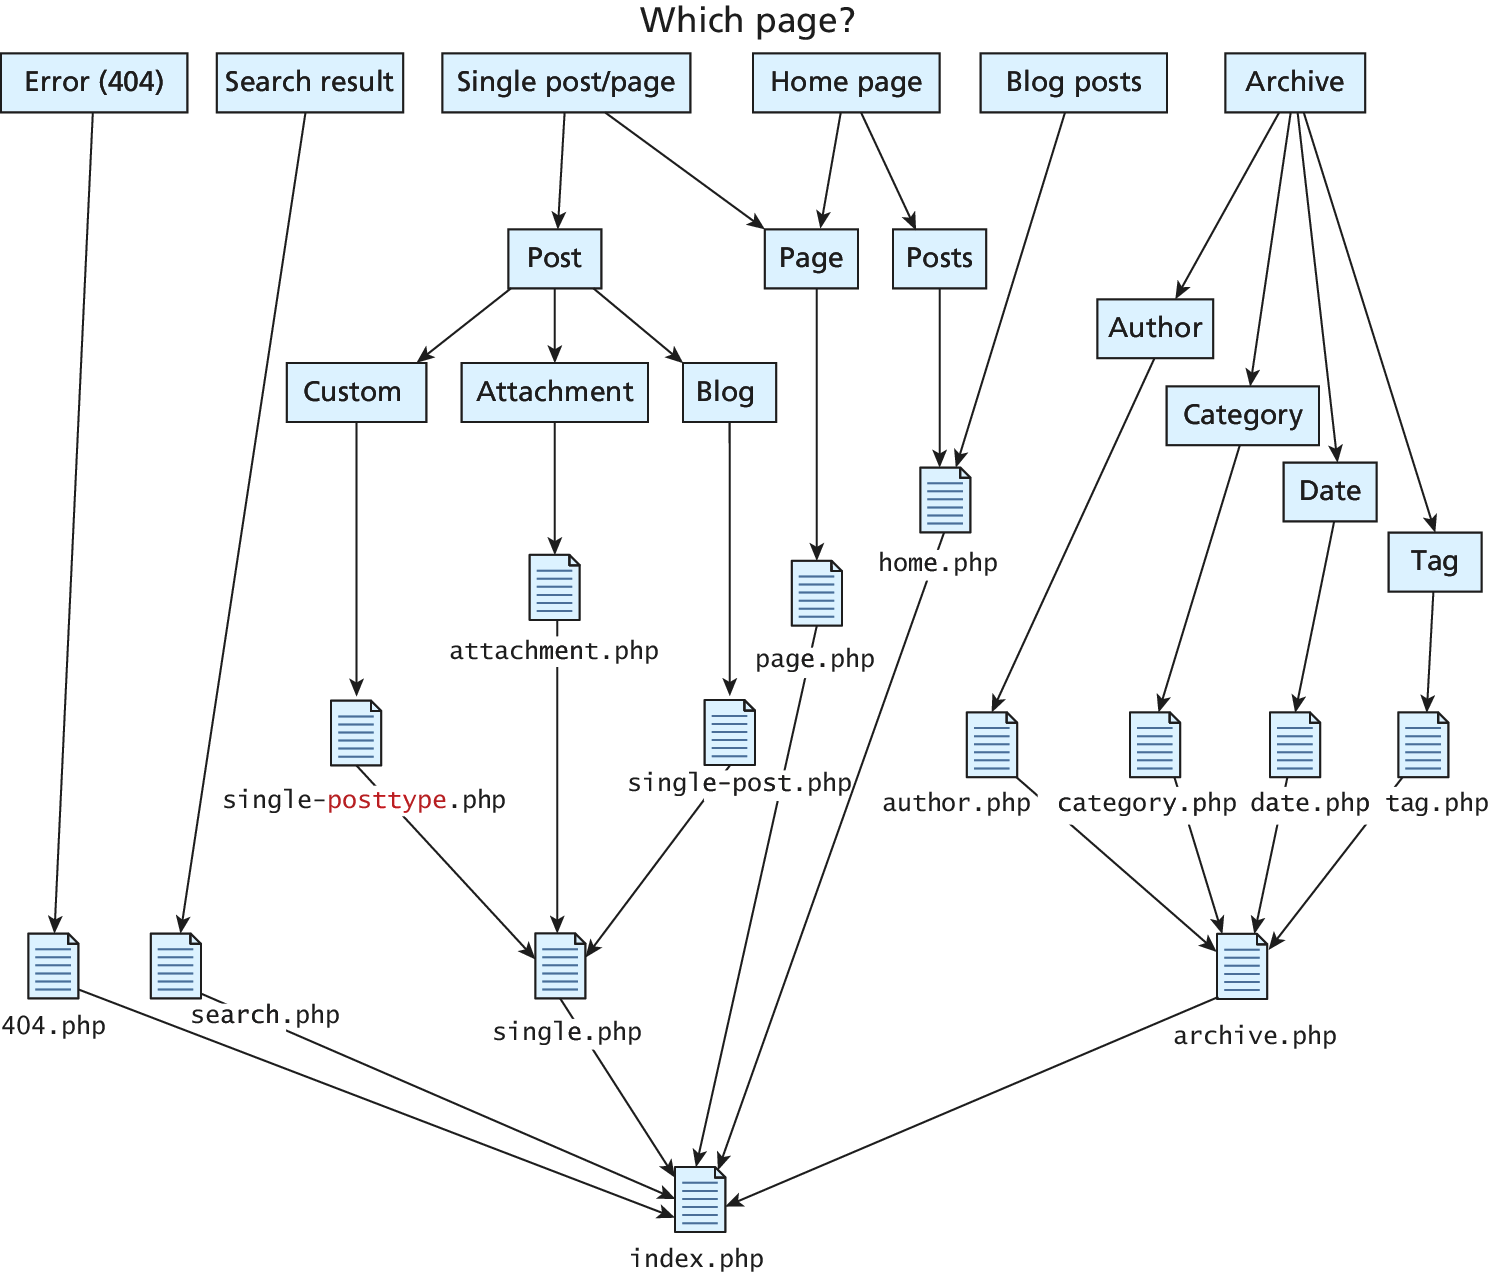 Which page?
Error (404)
Search result
Single post/page
Home page
Blog posts
Archive
Post
Page
Posts
Author
Custom
Attachment
Blog
Category
Date
Tag
home.php
attachment.php
page.php
single-posttype.php
single-post.php
author.php
category.php
date.php
tag.php
404.php
search.php
single.php
archive.php
index.php